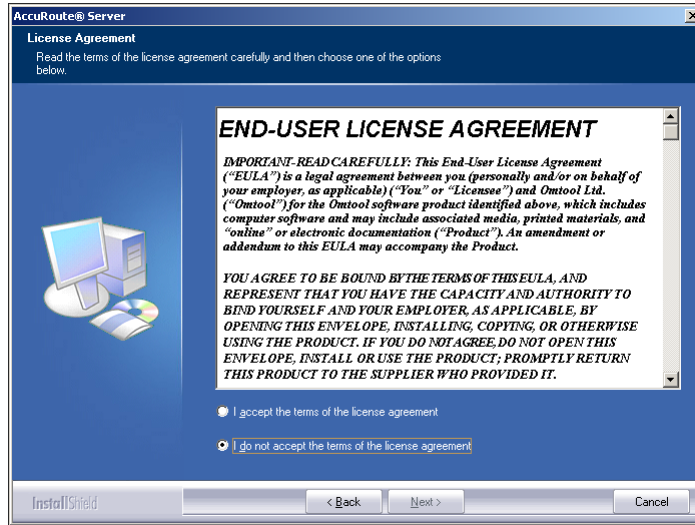 AccuRoute® Server
License Agreement
Read the terms of the license agreement carefully and then choose one of the options
below.
END-USER LICENSE AGREEMENT
IMPORTANT-READ CAREFULLY: This End-User License Agreement
("EULA") is a legal agreement between you (personally and/or on behalf of
your employer, as applicable) ("You" or "Licensee") and Omtool Ltd.
("Omtool") for the Omtool software product identified above, which includes
computer software and may include associated media, printed materials, and
"online" or electronic documentation ("Product"). An amendment or
addendum to this EULA may accompany the Product.
YOU AGREE TO BE BOUND BY THE TERMS OF THIS EULA, AND
REPRESENT THAT YOU HAVE THE CAPACITY AND AUTHORITY TO
BIND YOURSELF AND YOUR EMPLOYER, AS APPLICABLE, BY
OPENING THIS ENVELOPE, INSTALLING, COPYING, OR OTHERWISE
USING THE PRODUCT. IF YOU DO NOT AGREE, DO NOT OPEN THIS
ENVELOPE, INSTALL OR USE THE PRODUCT; PROMPTLY RETURN
THIS PRODUCT TO THE SUPPLIER WHO PROVIDED IT.
I accept the terms of the license agreement
I do not accept the terms of the license agreement
InstallShield
< Back
Next >
Cancel